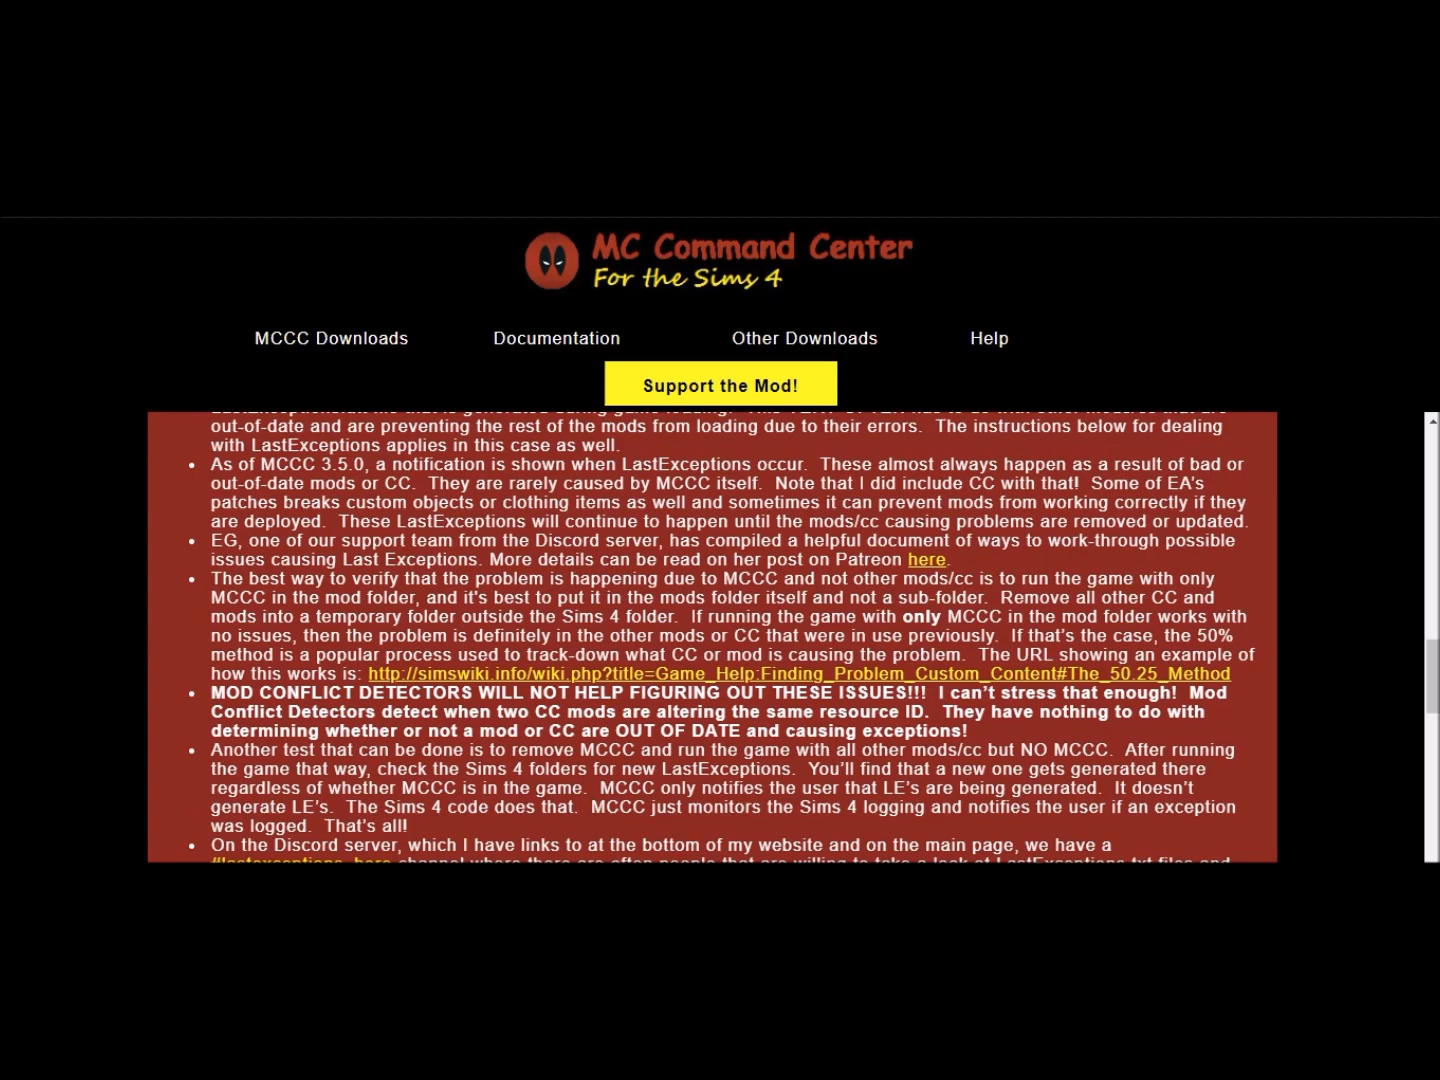 MC Command Center
For the Sims 4
MCCC Downloads
Documentation
Other Downloads
Help
Support the Mod!
out-of-date and are preventing the rest of the mods from loading due to their errors.  The instructions below for dealing
with LastExceptions applies in this case as well.
• As of MCCC 3.5.0, a notification is shown when LastExceptions occur.  These almost always happen as a result of bad or
out-of-date mods or CC.  They are rarely caused by MCCC itself.  Note that I did include CC with that!  Some of EA's
patches breaks custom objects or clothing items as well and sometimes it can prevent mods from working correctly if they
are deployed.  These LastExceptions will continue to happen until the mods/cc causing problems are removed or updated.
• EG, one of our support team from the Discord server, has compiled a helpful document of ways to work-through possible
issues causing Last Exceptions. More details can be read on her post on Patreon here.
• The best way to verify that the problem is happening due to MCCC and not other mods/cc is to run the game with only
MCCC in the mod folder, and it's best to put it in the mods folder itself and not a sub-folder.  Remove all other CC and
mods into a temporary folder outside the Sims 4 folder.  If running the game with only MCCC in the mod folder works with
no issues, then the problem is definitely in the other mods or CC that were in use previously.  If that's the case, the 50%
method is a popular process used to track-down what CC or mod is causing the problem.  The URL showing an example of
how this works is: http://simswiki.info/wiki.php?title=Game_Help:Finding_Problem_Custom_Content#The_50.25_Method
• MOD CONFLICT DETECTORS WILL NOT HELP FIGURING OUT THESE ISSUES!!!  I can't stress that enough!  Mod
Conflict Detectors detect when two CC mods are altering the same resource ID.  They have nothing to do with
determining whether or not a mod or CC are OUT OF DATE and causing exceptions!
• Another test that can be done is to remove MCCC and run the game with all other mods/cc but NO MCCC.  After running
the game that way, check the Sims 4 folders for new LastExceptions.  You'll find that a new one gets generated there
regardless of whether MCCC is in the game.  MCCC only notifies the user that LE's are being generated.  It doesn't
generate LE's.  The Sims 4 code does that.  MCCC just monitors the Sims 4 logging and notifies the user if an exception
was logged.  That's all!
• On the Discord server, which I have links to at the bottom of my website and on the main page, we have a
#lastexceptions_here channel where there are often people that are willing to take a look at LastExceptions.txt files and